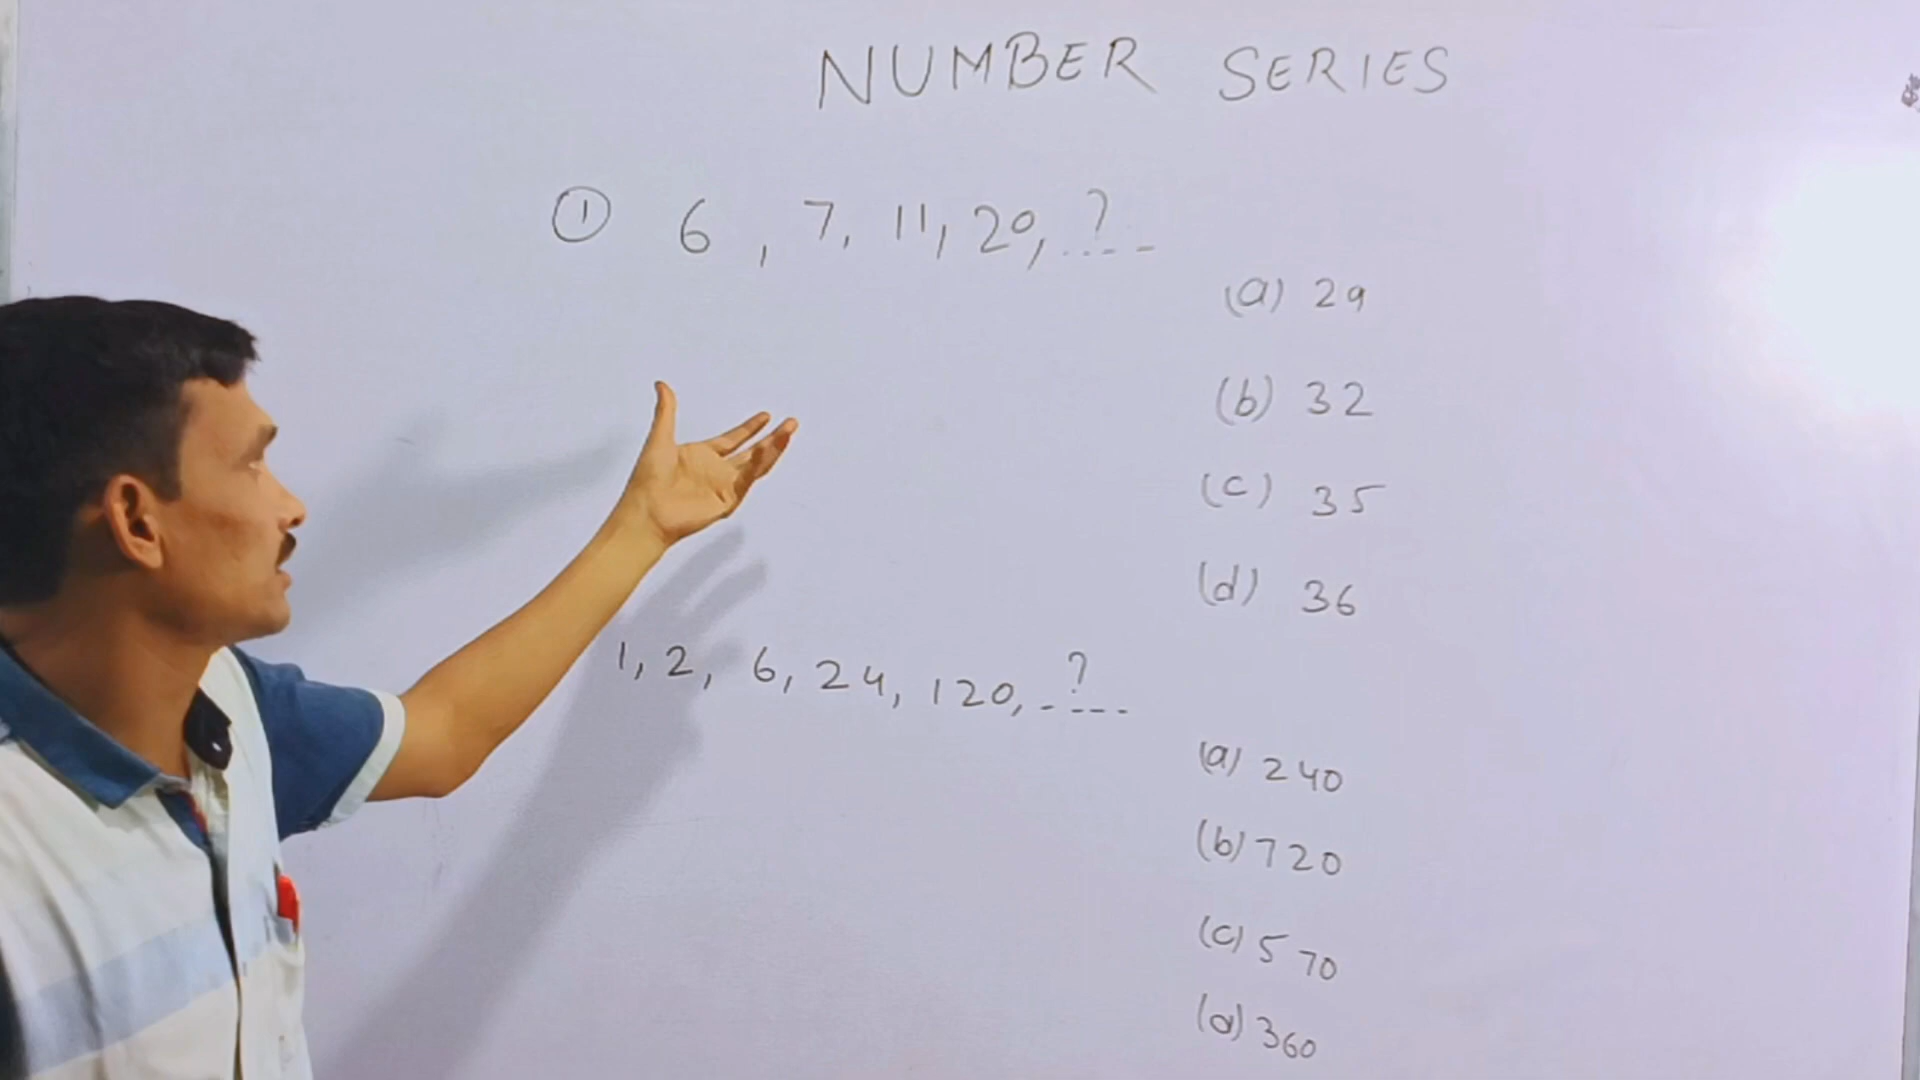 NUMBER SERIES
① 6, 7, 11, 20, ...?--
(a) 29
(b) 32
(c) 35
(d) 36
1, 2, 6, 24, 120, -?---
(a) 240
(b) 720
(c) 570
(d) 360